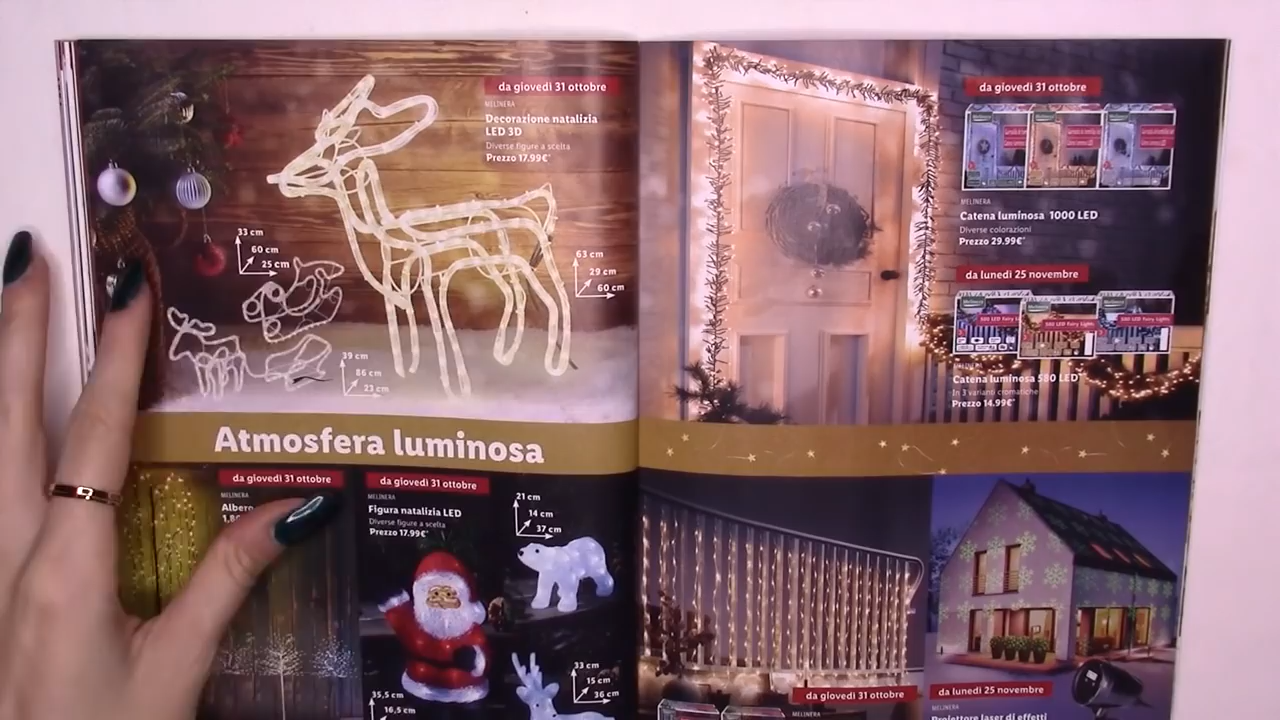 da giovedì 31 ottobre
MELINERA
Decorazione natalizia
LED 3D
Diverse figure a scelta
Prezzo 17.99€*
33 cm
60 cm
25 cm
63 cm
29 cm
60 cm
39 cm
86 cm
23 cm
da giovedì 31 ottobre
MELINERA
Catena luminosa 1000 LED
Diverse colorazioni
Prezzo 29.99€*
da lunedì 25 novembre
MELINERA
Catena luminosa 580 LED
In 3 varianti cromatiche
Prezzo 14.99€*
Atmosfera luminosa
da giovedì 31 ottobre
MELINERA
da giovedì 31 ottobre
MELINERA
Figura natalizia LED
Diverse figure a scelta
Prezzo 17.99€*
21 cm
14 cm
37 cm
33 cm
15 cm
36 cm
35,5 cm
16,5 cm
da giovedì 31 ottobre
MELINERA
da lunedì 25 novembre
MELINERA
Proiettore laser di effetti